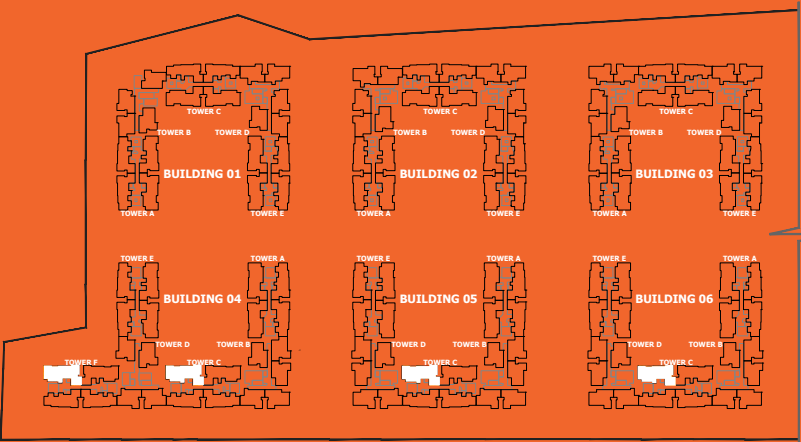 TOWER C TOWER C TOWER C
TOWER B TOWER D TOWER B TOWER D TOWER B TOWER D
BUILDING 01 BUILDING 02 BUILDING 03
TOWER A TOWER E TOWER A TOWER E TOWER A TOWER E
TOWER E TOWER A TOWER E TOWER A TOWER E TOWER A
BUILDING 04 BUILDING 05 BUILDING 06
TOWER D TOWER B TOWER D TOWER B TOWER D TOWER B
TOWER F TOWER C TOWER C TOWER C